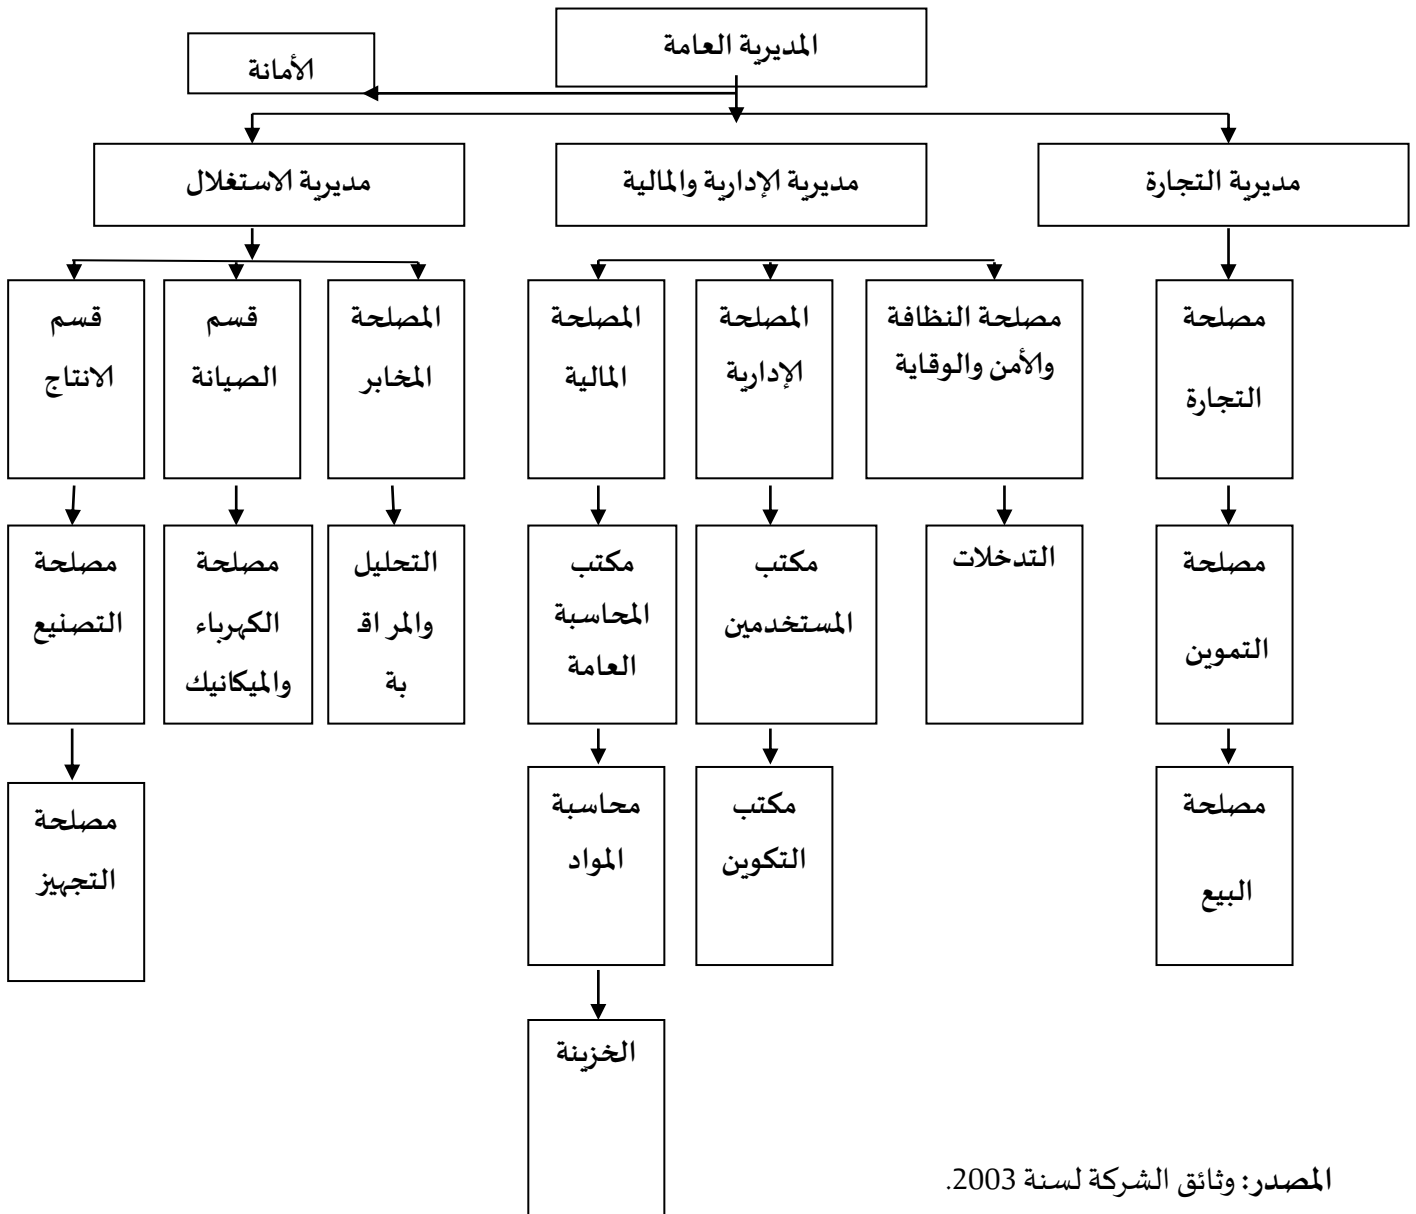 المديرية العامة
الأمانة
مديرية التجارة
مديرية الإدارية والمالية
مديرية الاستغلال
مصلحة
التجارة
مصلحة النظافة
والأمن والوقاية
المصلحة
الإدارية
المصلحة
المالية
المصلحة
المخابر
قسم
الصيانة
قسم
الانتاج
مصلحة
التموين
التدخلات
مكتب
المستخدمين
مكتب
المحاسبة
العامة
التحليل
والمراقـ
بة
مصلحة
الكهرباء
والميكانيك
مصلحة
التصنيع
مصلحة
البيع
مكتب
التكوين
محاسبة
المواد
مصلحة
التجهيز
الخزينة
المصدر: وثائق الشركة لسنة 2003.